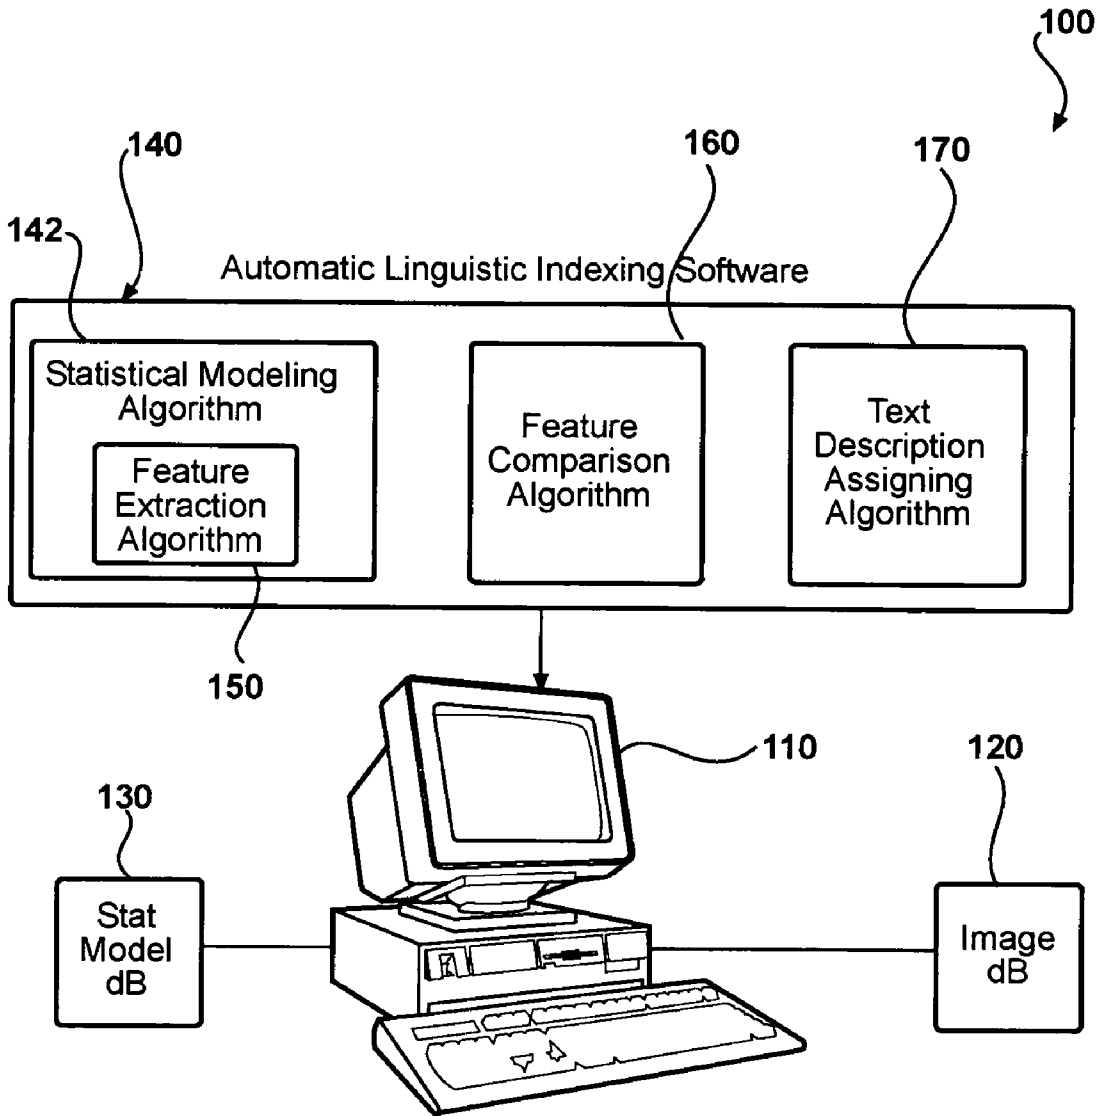 100
140
160
170
142
Automatic Linguistic Indexing Software
Statistical Modeling
Algorithm
Feature
Extraction
Algorithm
Feature
Comparison
Algorithm
Text
Description
Assigning
Algorithm
150
110
120
130
Stat
Model
dB
Image
dB